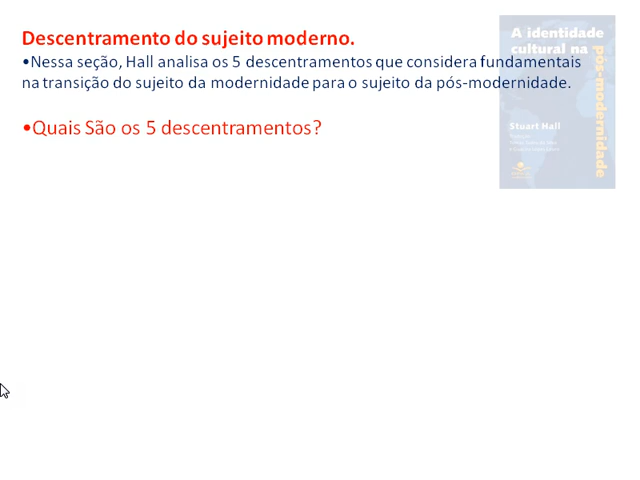 Descentramento do sujeito moderno.
•Nessa seção, Hall analisa os 5 descentramentos que considera fundamentais
na transição do sujeito da modernidade para o sujeito da pós-modernidade.
•Quais São os 5 descentramentos?
A identidade
cultural na
pós-modernidade
Stuart Hall